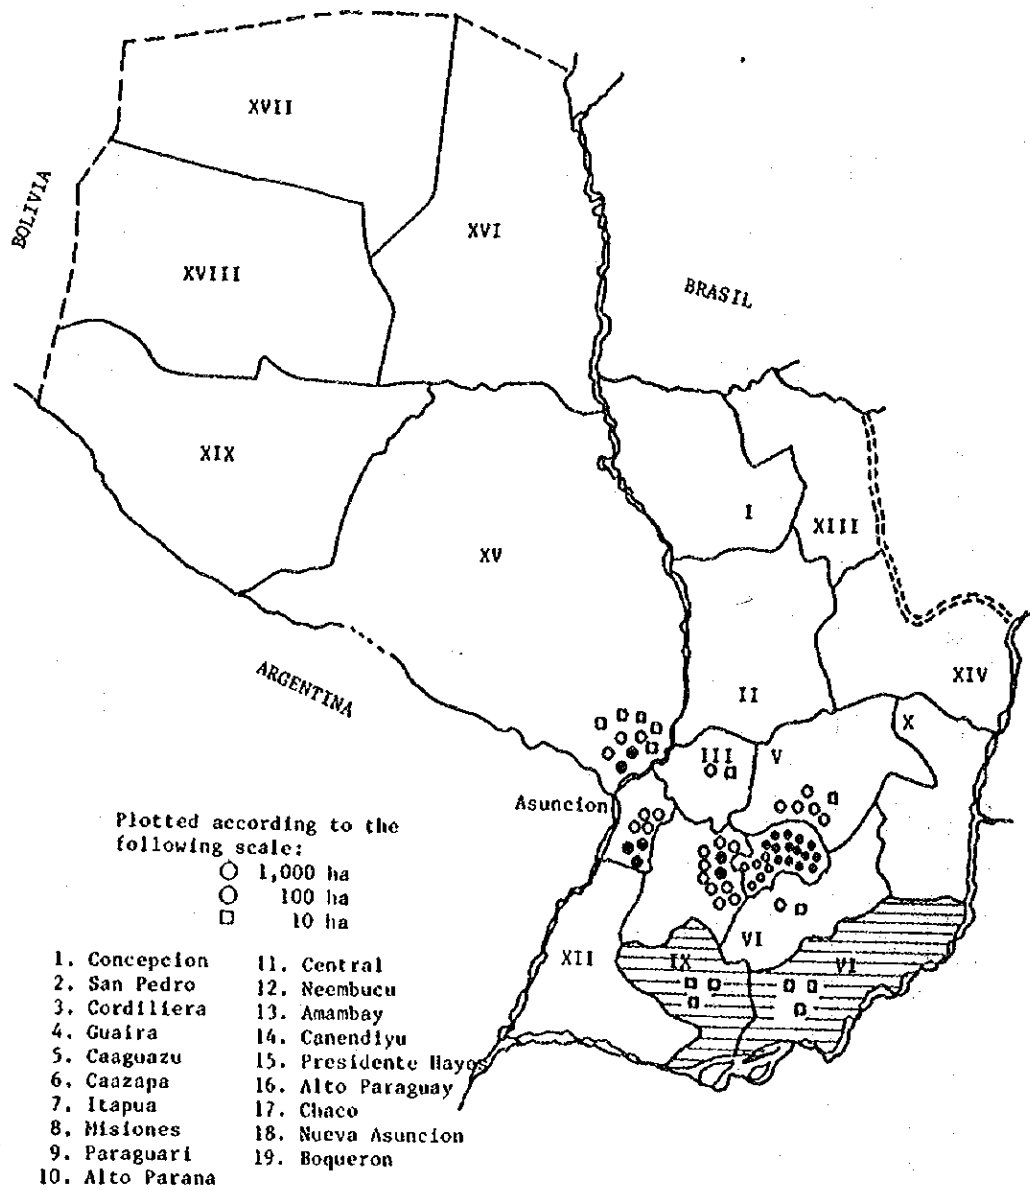 XVII
BOLIVIA
XVI
XVIII
BRASIL
XIX
I
XIII
XV
ARGENTINA
II
XIV
X
III
V
Asuncion
Plotted according to the
following scale:
1,000 ha
100 ha
10 ha
VI
XII
IX
VI
1. Concepcion
2. San Pedro
3. Cordiliera
4. Guaira
5. Caaguazu
6. Caazapa
7. Itapua
8. Misiones
9. Paraguari
10. Alto Parana
11. Central
12. Neembucu
13. Amambay
14. Canendiyu
15. Presidente Hayes
16. Alto Paraguay
17. Chaco
18. Nueva Asuncion
19. Boqueron